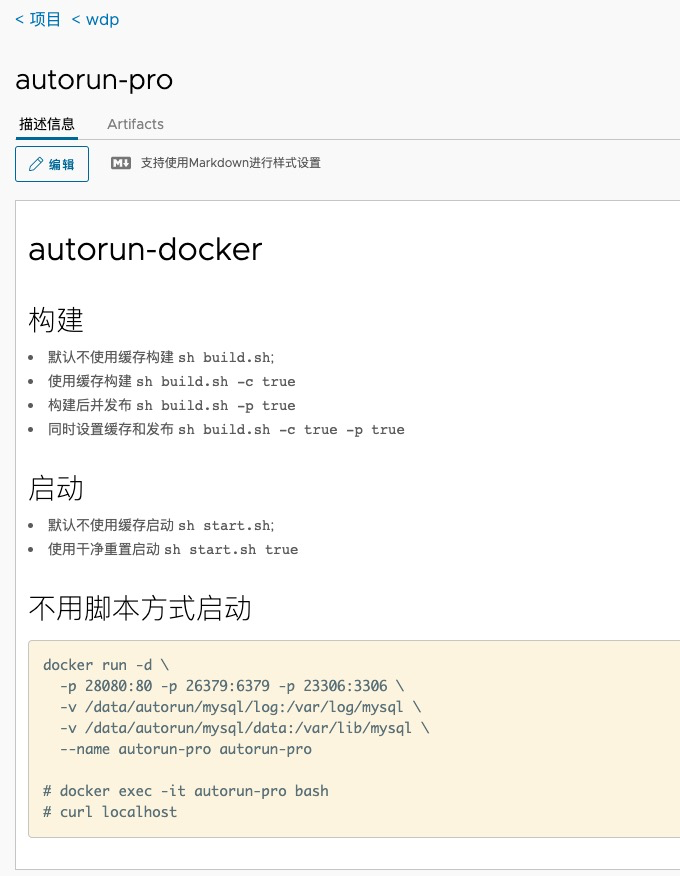 < 项目 < wdp
autorun-pro
描述信息 Artifacts
编辑 M↓ 支持使用Markdown进行样式设置
autorun-docker
构建
• 默认不使用缓存构建 sh build.sh;
• 使用缓存构建 sh build.sh -c true
• 构建后并发布 sh build.sh -p true
• 同时设置缓存和发布 sh build.sh -c true -p true
启动
• 默认不使用缓存启动 sh start.sh;
• 使用干净重置启动 sh start.sh true
不用脚本方式启动
docker run -d \
  -p 28080:80 -p 26379:6379 -p 23306:3306 \
  -v /data/autorun/mysql/log:/var/log/mysql \
  -v /data/autorun/mysql/data:/var/lib/mysql \
  --name autorun-pro autorun-pro
# docker exec -it autorun-pro bash
# curl localhost